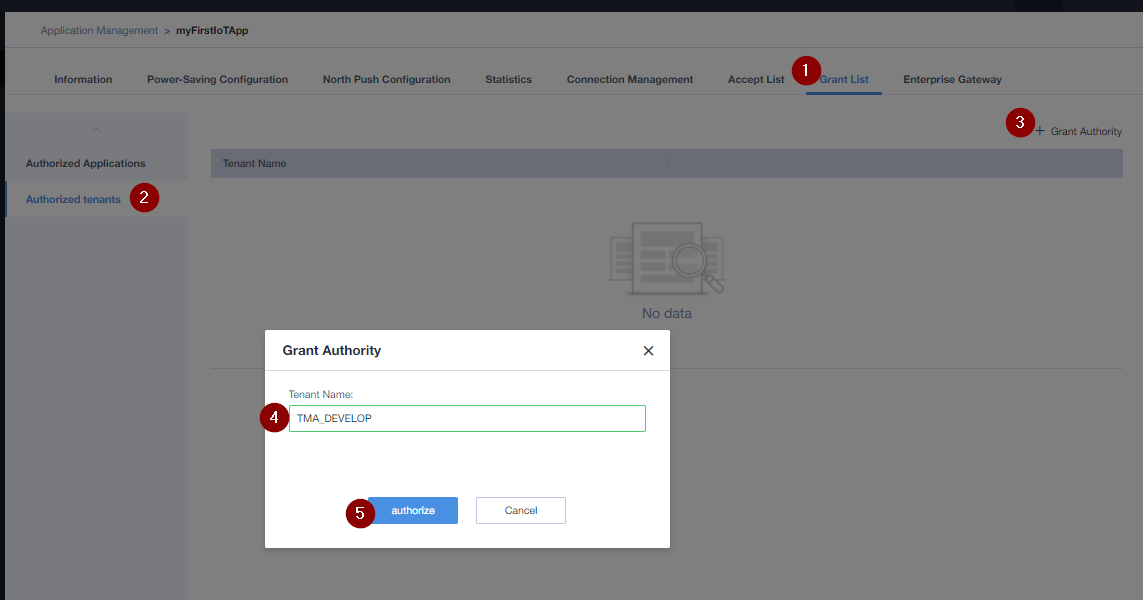 Application Management > myFirstIoTApp
Information Power-Saving Configuration North Push Configuration Statistics Connection Management Accept List 1 Grant List Enterprise Gateway
3 + Grant Authority
Authorized Applications
Tenant Name
Authorized tenants 2
No data
Grant Authority
Tenant Name:
4 TMA_DEVELOP
5 authorize Cancel